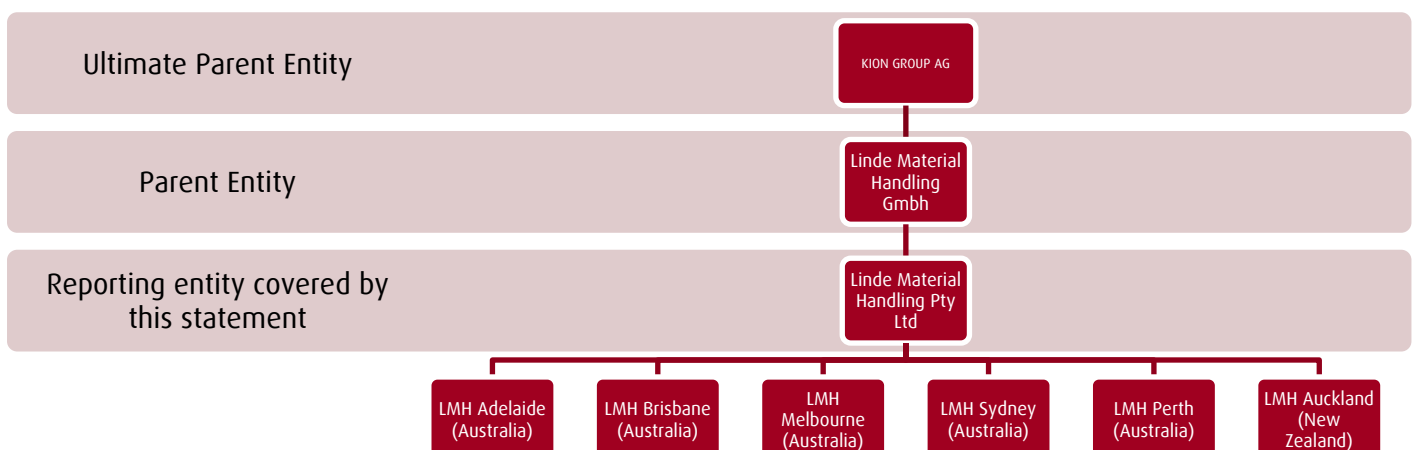 Ultimate Parent Entity
KION GROUP AG
Parent Entity
Linde Material
Handling
Gmbh
Reporting entity covered by
this statement
Linde Material
Handling Pty
Ltd
LMH Adelaide
(Australia)
LMH Brisbane
(Australia)
LMH
Melbourne
(Australia)
LMH Sydney
(Australia)
LMH Perth
(Australia)
LMH Auckland
(New
Zealand)